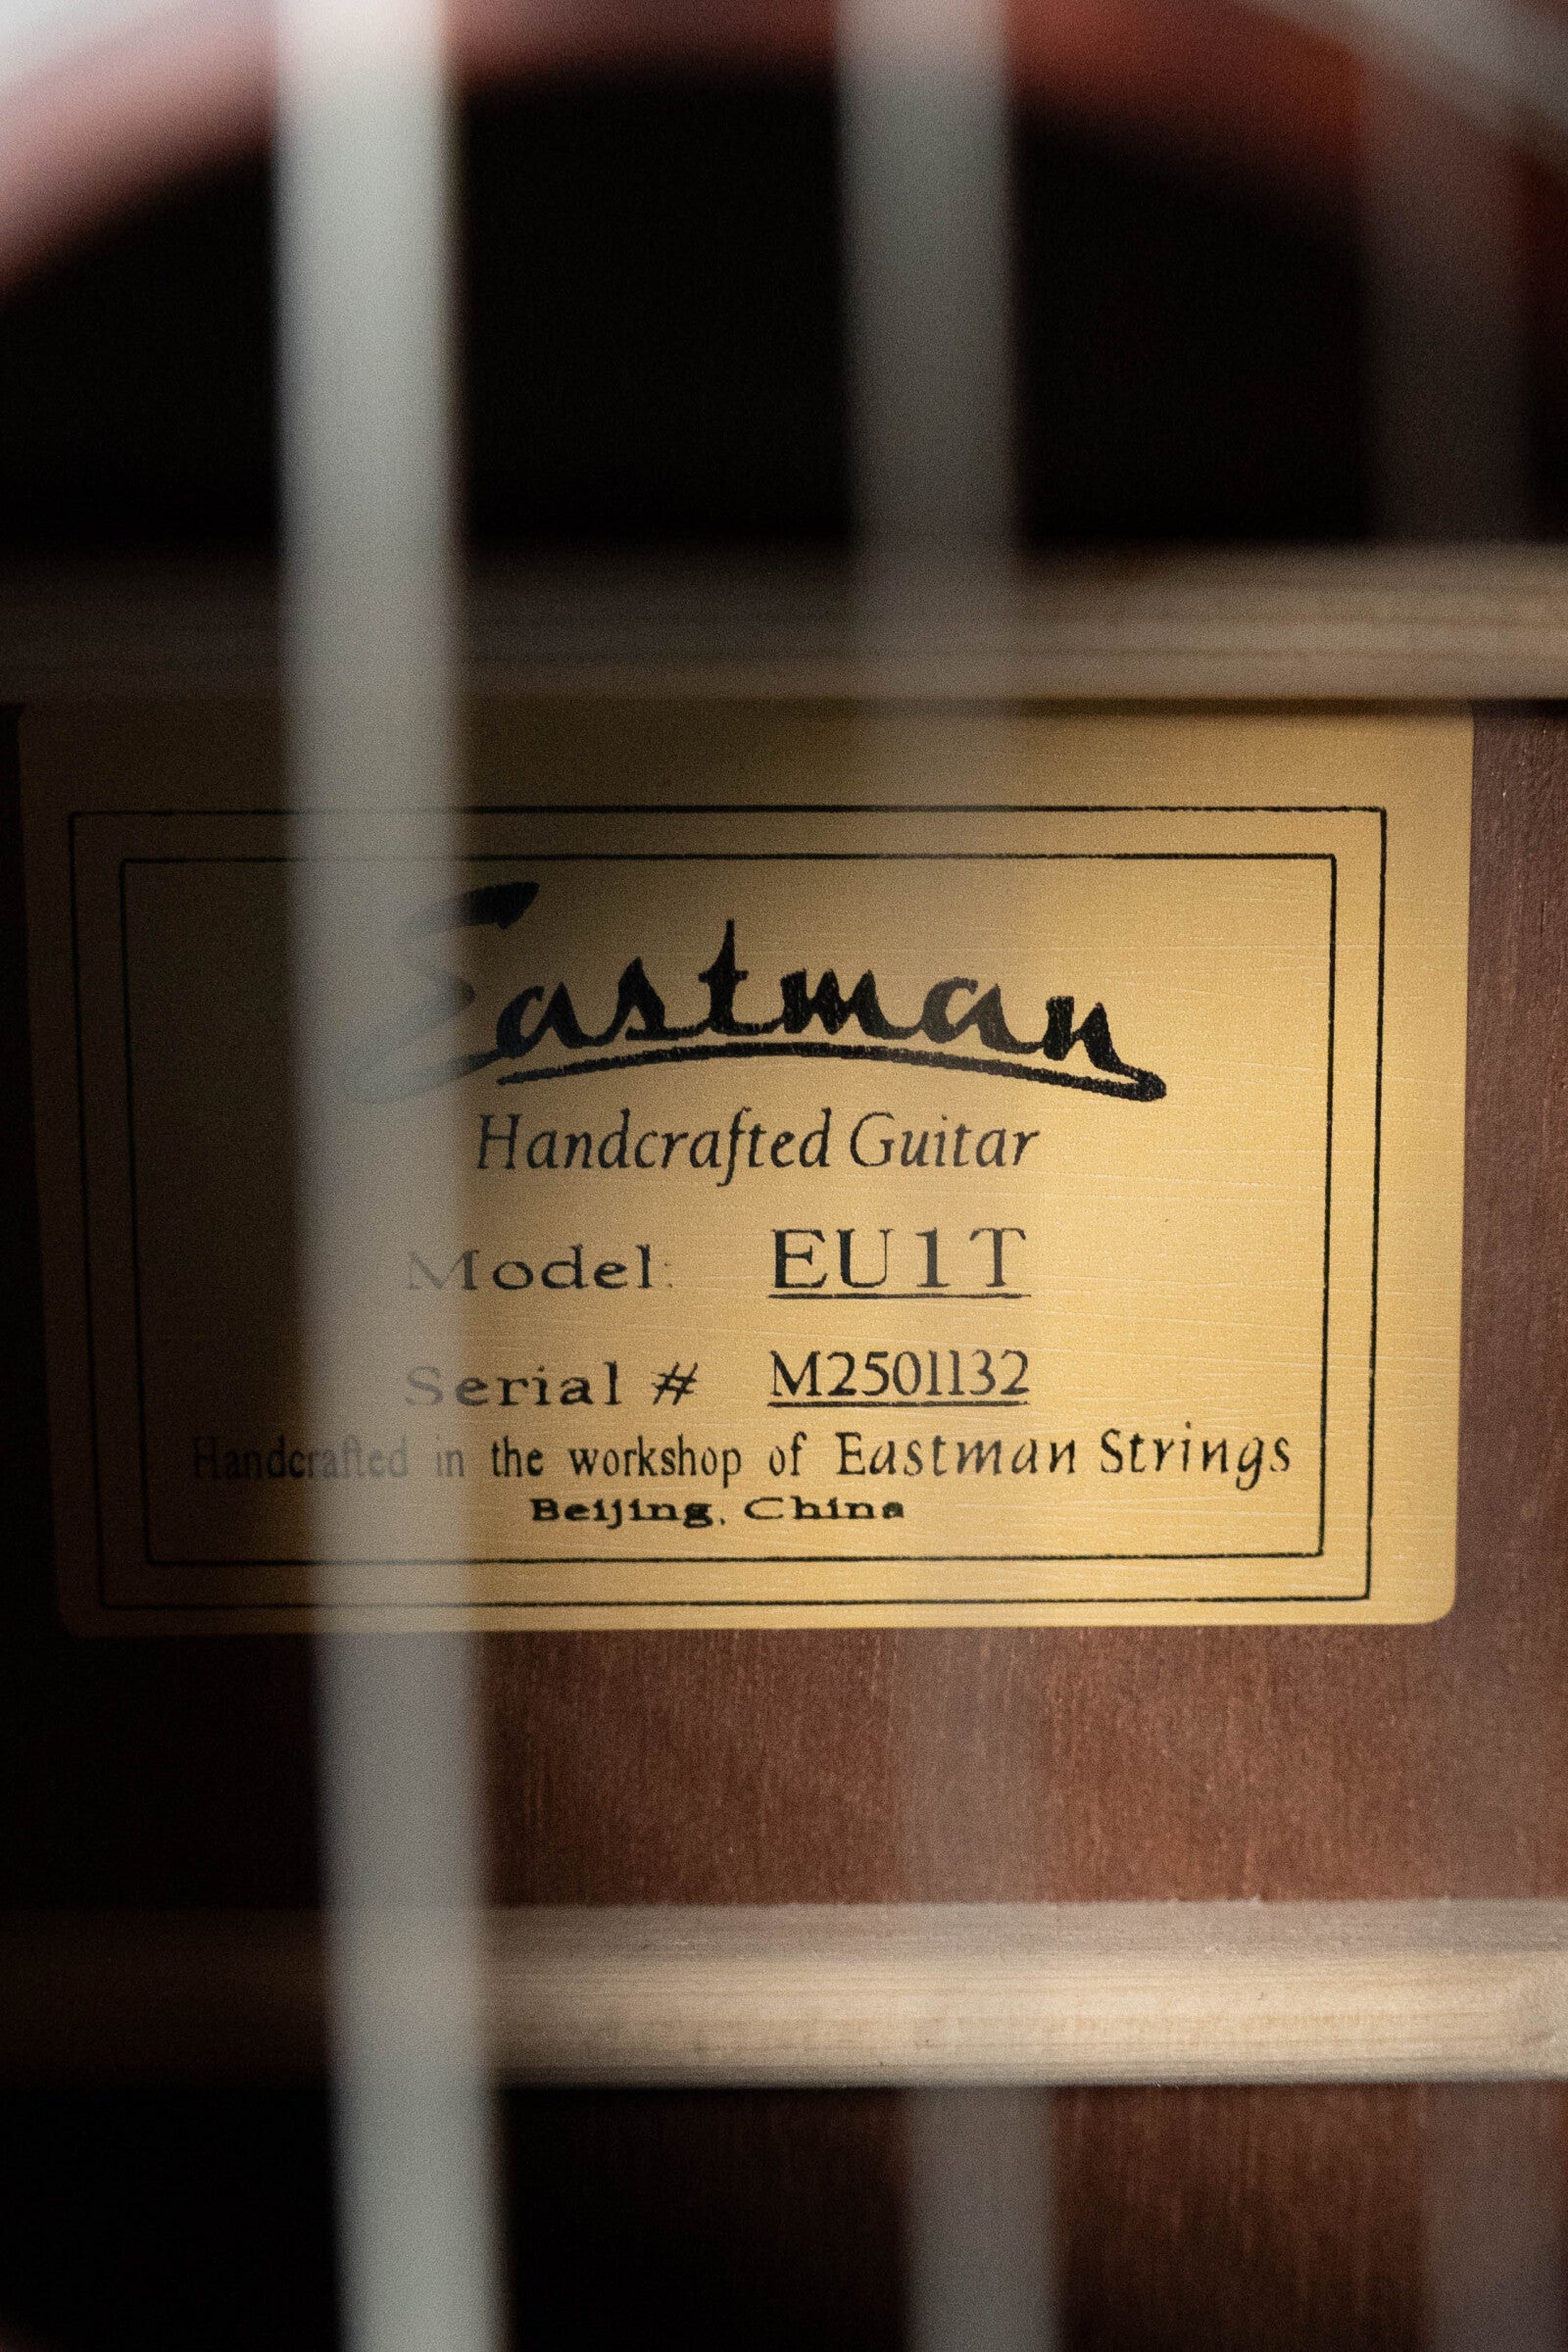 Eastman
Handcrafted Guitar
Model: EU1T
Serial # M2501132
Handcrafted in the workshop of Eastman Strings
Beijing, China